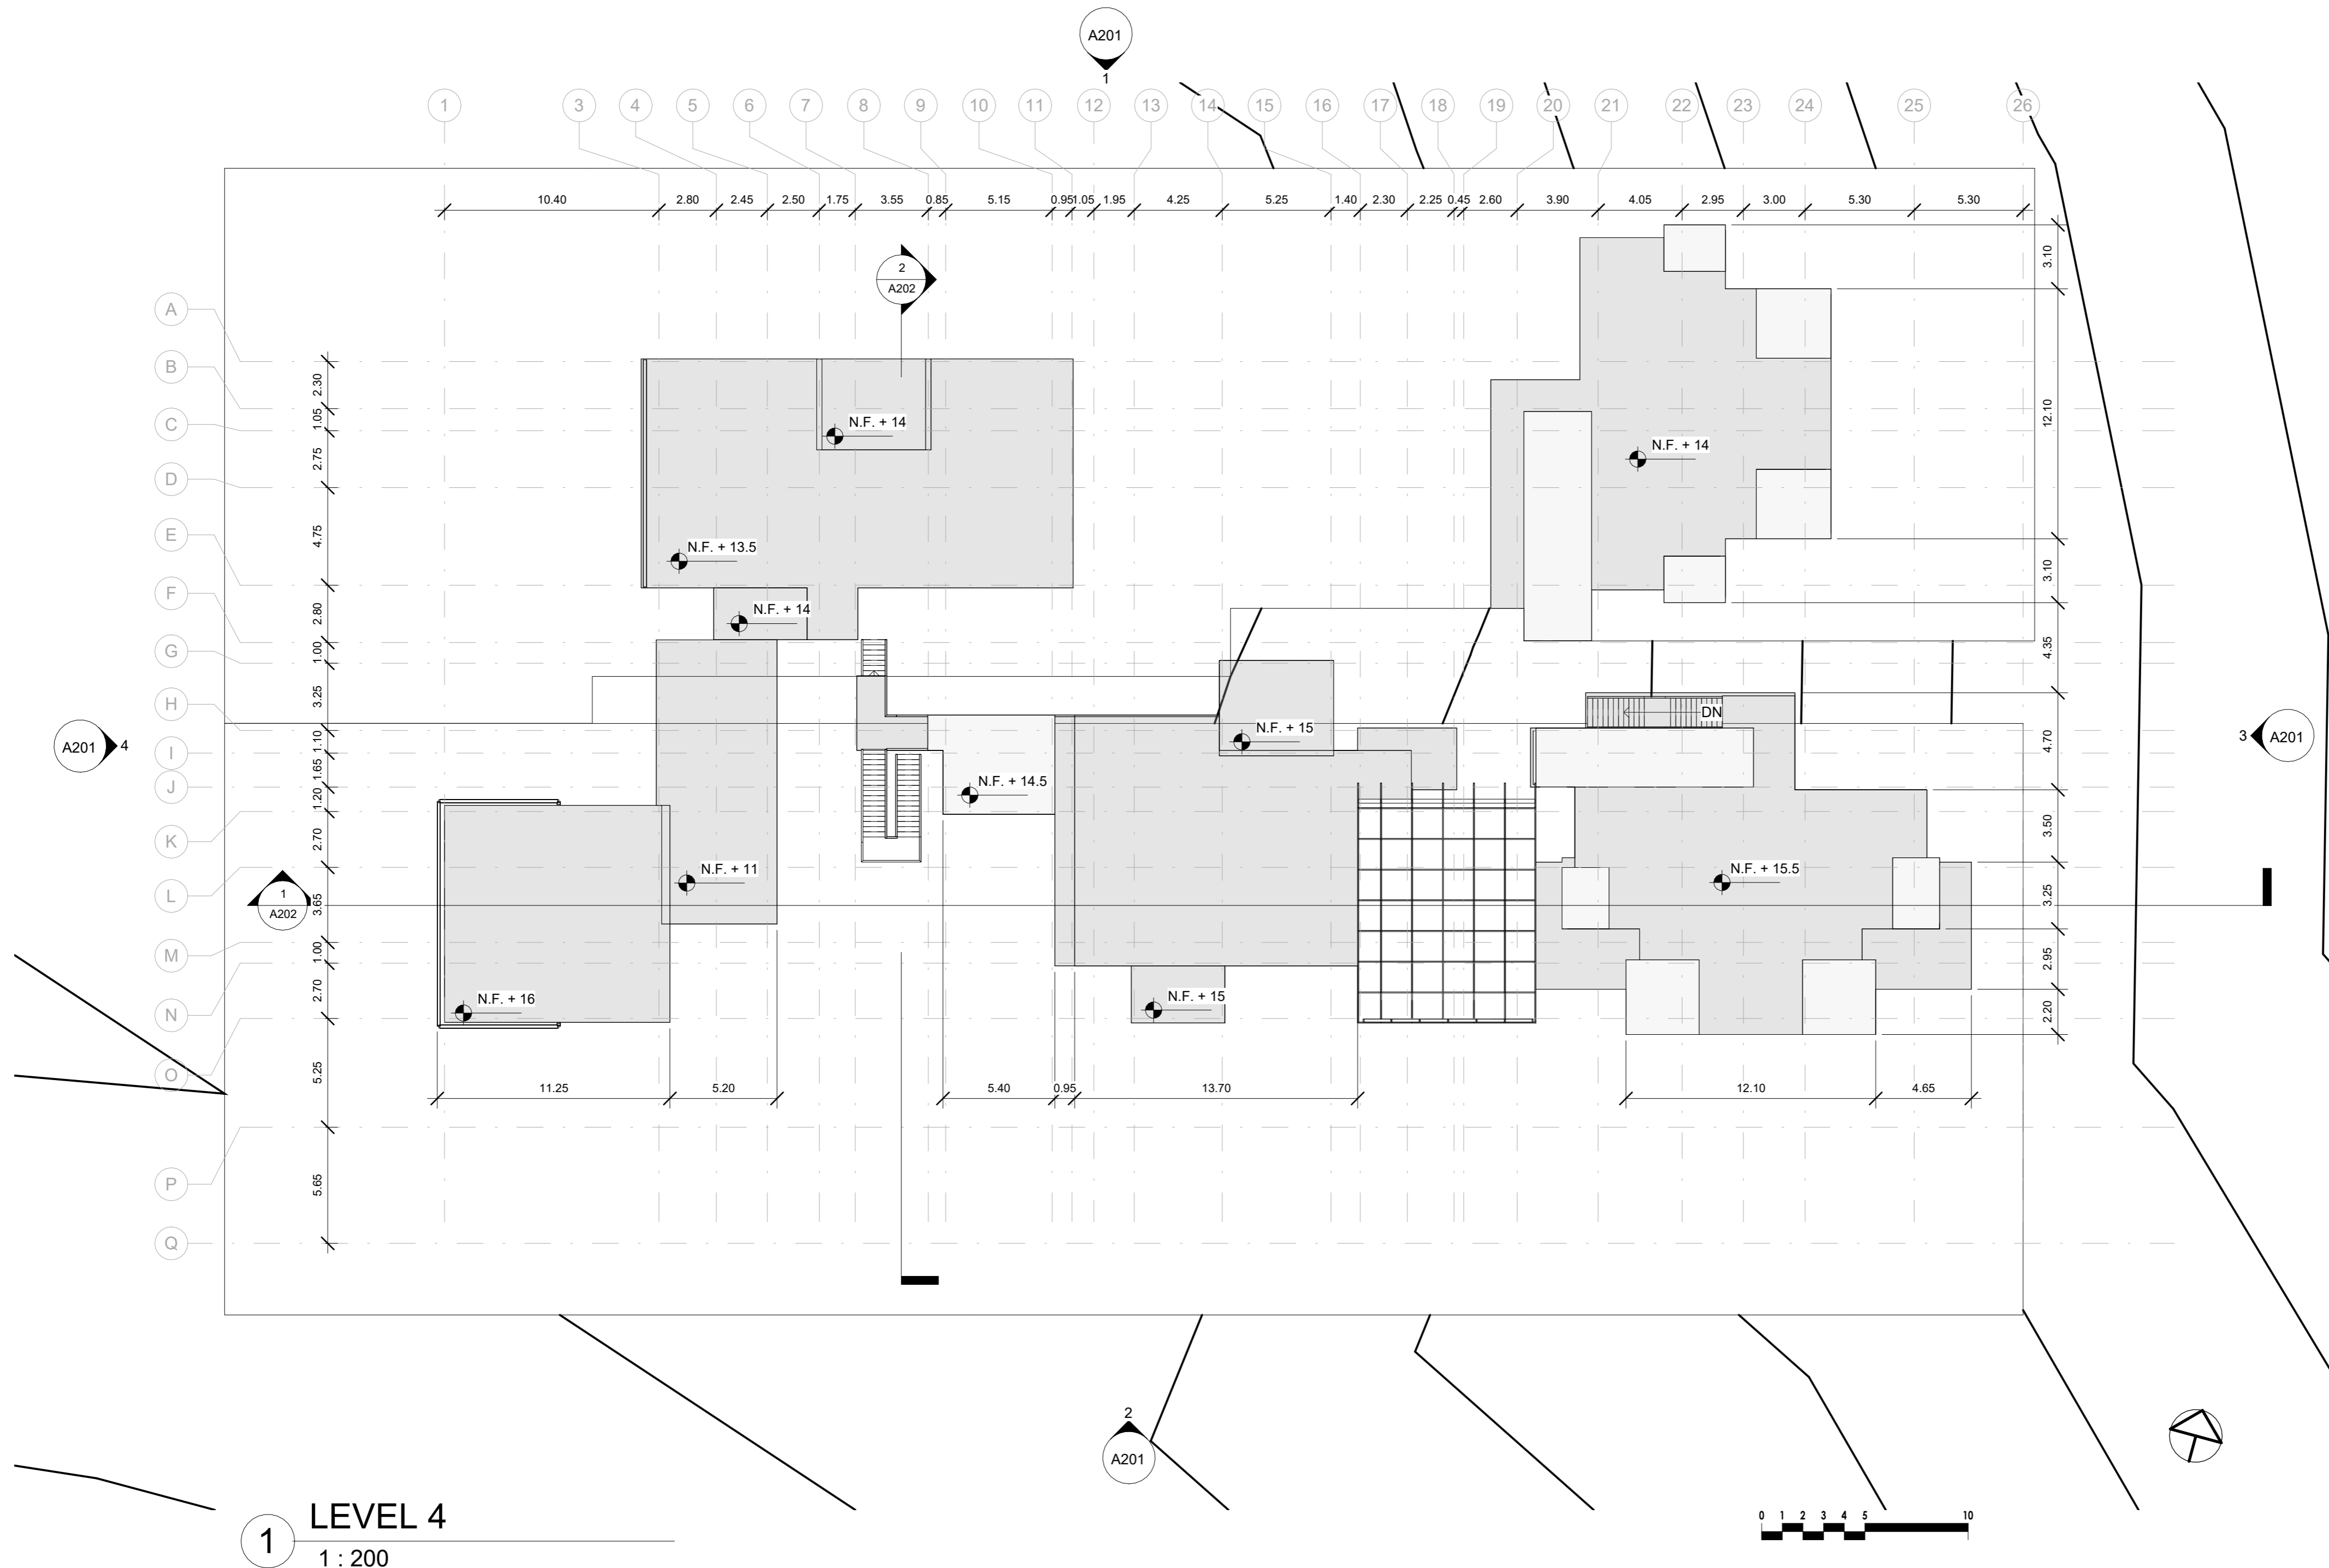 A201
1
1 3 4 5 6 7 8 9 10 11 12 13 14 15 16 17 18 19 20 21 22 23 24 25 26
10.40 2.80 2.45 2.50 1.75 3.55 0.85 5.15 0.95 1.05 1.95 4.25 5.25 1.40 2.30 2.25 0.45 2.60 3.90 4.05 2.95 3.00 5.30 5.30
2
A202
A
B
C
D
E
F
G
H
I
J
K
L
M
N
O
P
Q
2.30
1.05
2.75
4.75
2.80
1.00
3.25
1.10
1.65
1.20
2.70
3.65
1.00
2.70
5.25
5.65
N.F. + 14
N.F. + 14
N.F. + 13.5
N.F. + 14
DN
N.F. + 15
N.F. + 14.5
N.F. + 11
N.F. + 15.5
N.F. + 16
N.F. + 15
3.10
12.10
3.10
4.35
4.70
3.50
3.25
2.95
2.20
A201 4
3 A201
1
A202
11.25 5.20 5.40 0.95 13.70 12.10 4.65
2
A201
0 1 2 3 4 5 10
1
LEVEL 4
1 : 200